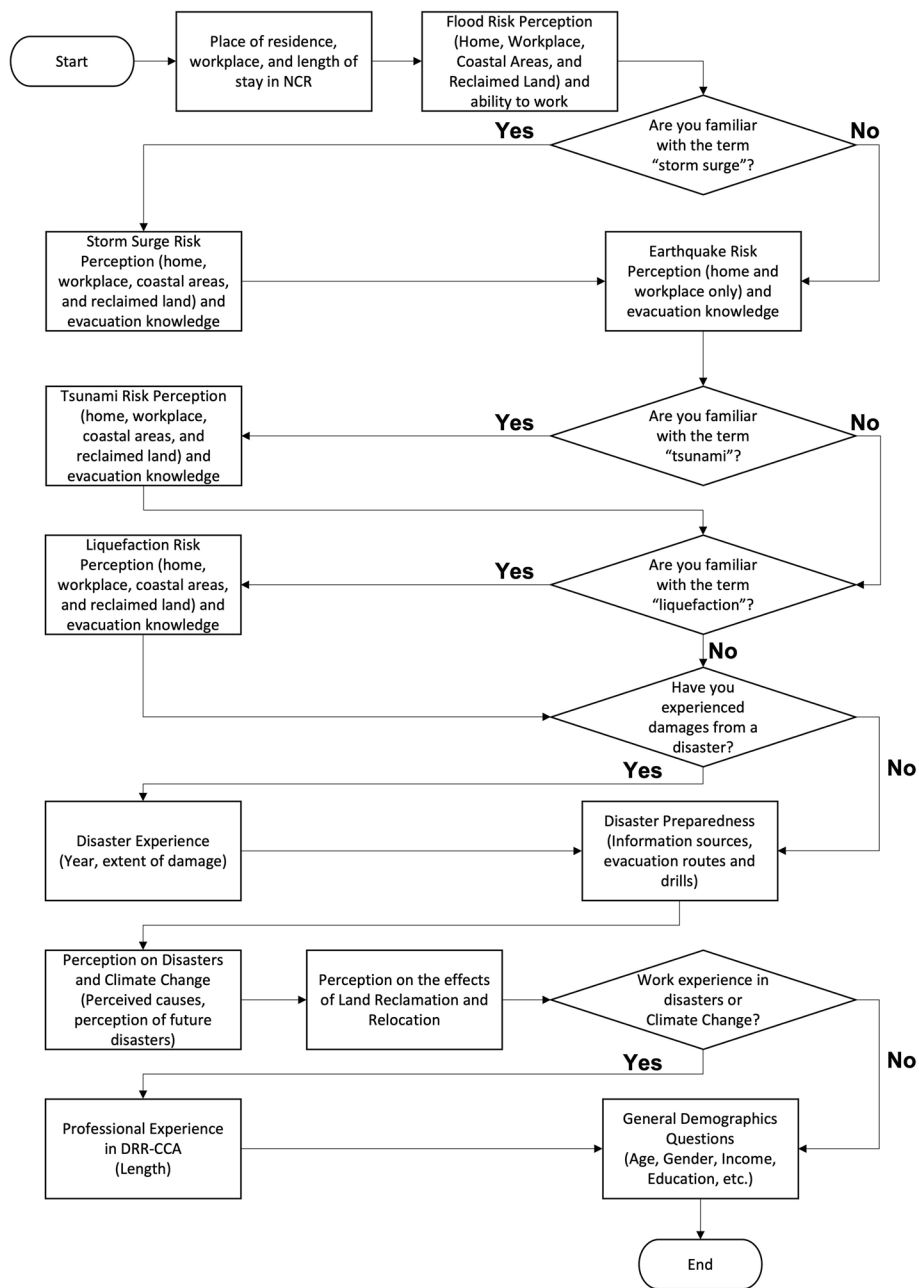 Start
Place of residence,
workplace, and length of
stay in NCR
Flood Risk Perception
(Home, Workplace,
Coastal Areas, and
Reclaimed Land) and
ability to work
Are you familiar
with the term
“storm surge”?
Yes
No
Storm Surge Risk
Perception (home,
workplace, coastal areas,
and reclaimed land) and
evacuation knowledge
Earthquake Risk
Perception (home and
workplace only) and
evacuation knowledge
Tsunami Risk Perception
(home, workplace,
coastal areas, and
reclaimed land) and
evacuation knowledge
Yes
Are you familiar
with the term
“tsunami”?
No
Liquefaction Risk
Perception (home,
workplace, coastal areas,
and reclaimed land) and
evacuation knowledge
Yes
Are you familiar
with the term
“liquefaction”?
No
Have you
experienced
damages from a
disaster?
Yes
No
Disaster Experience
(Year, extent of damage)
Disaster Preparedness
(Information sources,
evacuation routes and
drills)
Perception on Disasters
and Climate Change
(Perceived causes,
perception of future
disasters)
Perception on the effects
of Land Reclamation and
Relocation
Work experience in
disasters or
Climate Change?
Yes
No
Professional Experience
in DRR-CCA
(Length)
General Demographics
Questions
(Age, Gender, Income,
Education, etc.)
End